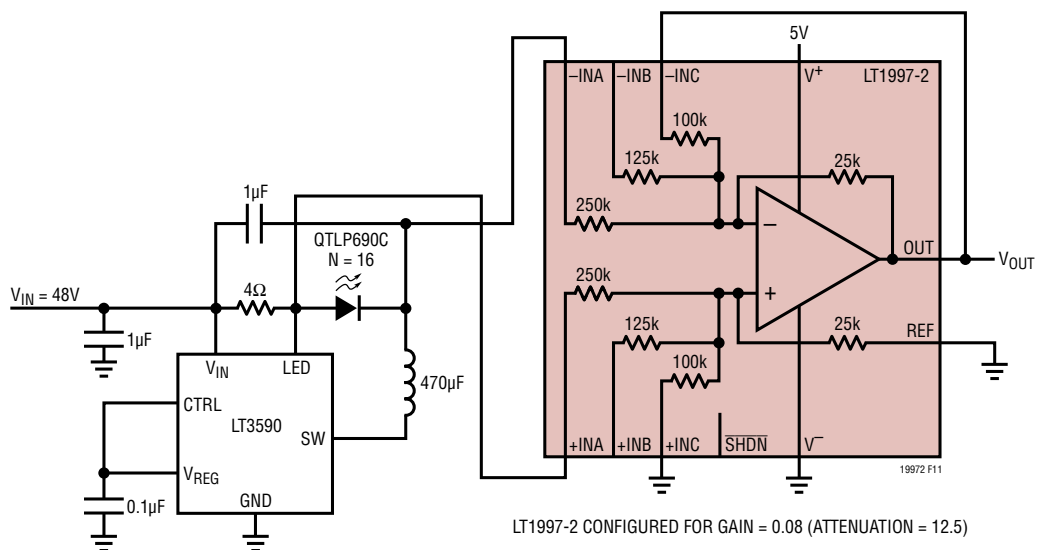 5V
–INA –INB –INC V+ LT1997-2
100k
125k 25k
250k
1µF
QTLP690C
N = 16
– OUT VOUT
250k +
VIN = 48V 4Ω
125k 25k REF
1µF
100k
VIN LED
470µF
CTRL
LT3590
SW
+INA +INB +INC SHDN V–
VREG
19972 F11
0.1µF GND
LT1997-2 CONFIGURED FOR GAIN = 0.08 (ATTENUATION = 12.5)